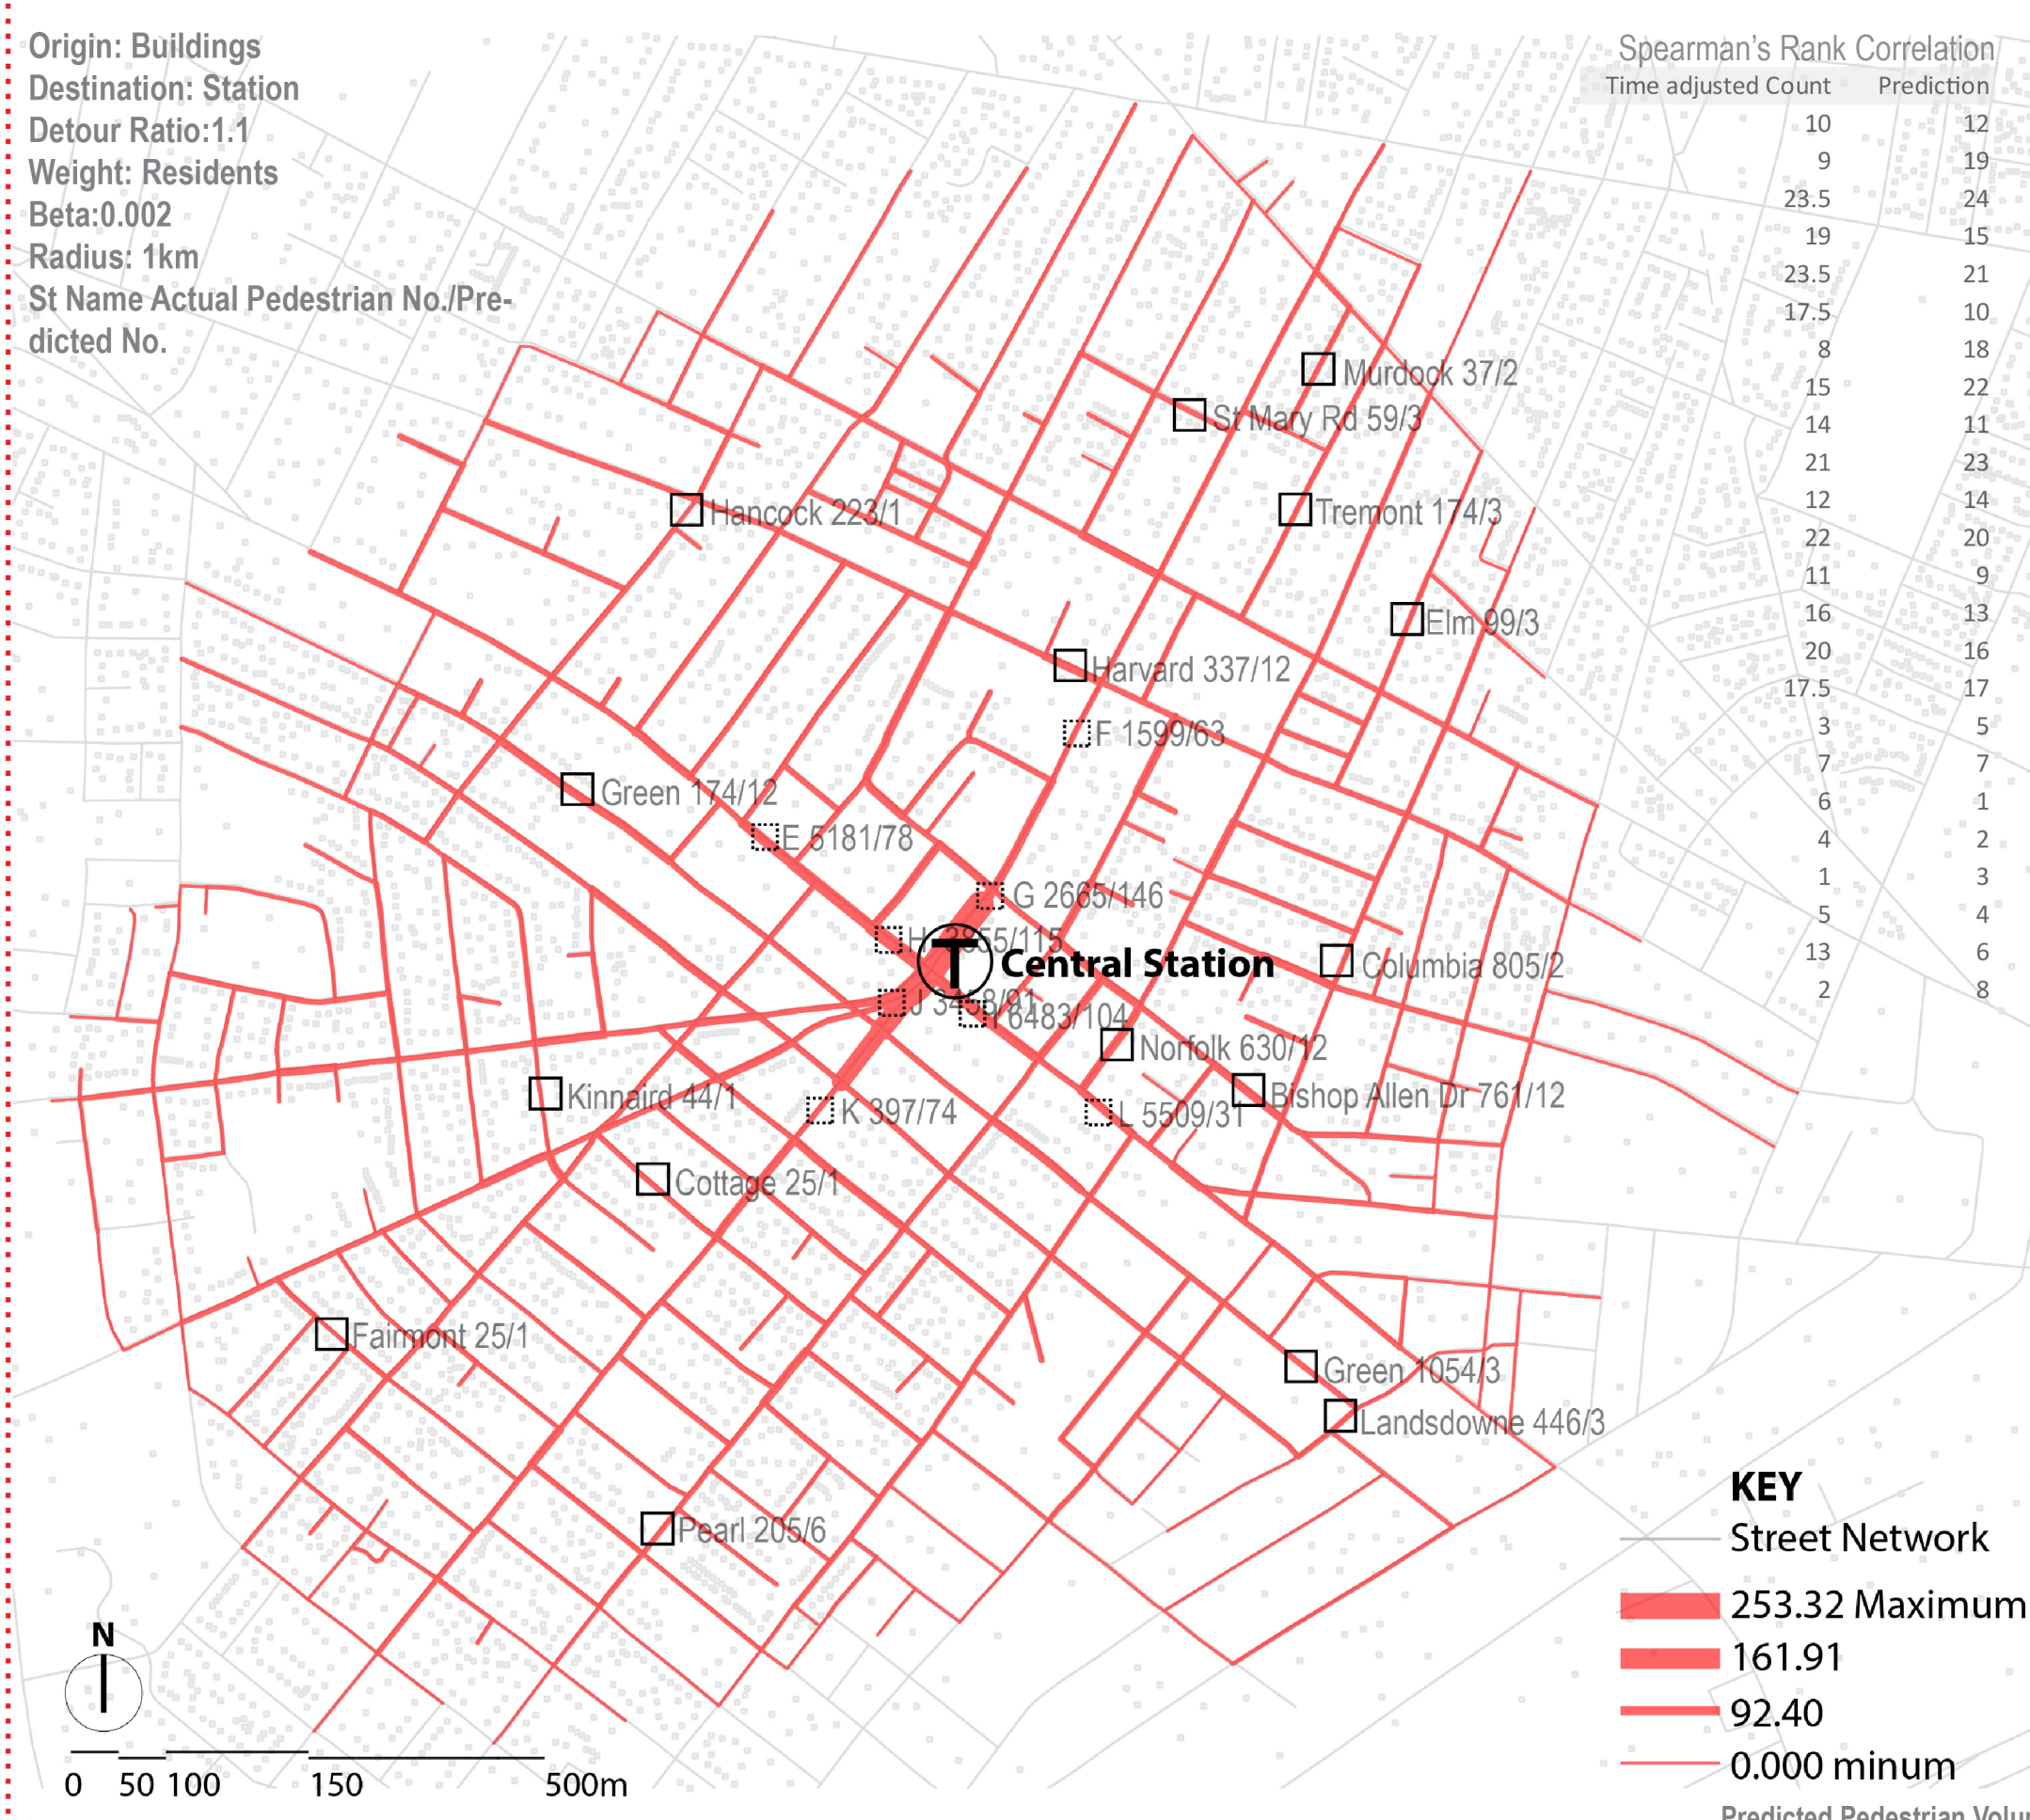 Origin: Buildings
Destination: Station
Detour Ratio:1.1
Weight: Residents
Beta:0.002
Radius: 1km
St Name Actual Pedestrian No./Pre-
dicted No.
Spearman's Rank Correlation
Time adjusted Count Prediction
10 12
9 19
23.5 24
19 15
23.5 21
17.5 10
8 18
15 22
14 11
21 23
12 14
22 20
11 9
16 13
20 16
17.5 17
3 5
7 7
6 1
4 2
1 3
5 4
13 6
2 8
Murdock 37/2
St Mary Rd 59/3
Hancock 223/1
Tremont 174/3
Elm 99/3
Harvard 337/12
F 1599/63
Green 174/12
E 5181/78
G 2665/146
H 3855/115
T Central Station
Columbia 805/2
J 3458/91
I 6483/104
Norfolk 630/12
Kinnaird 44/1
Bishop Allen Dr 761/12
K 397/74
L 5509/31
Cottage 25/1
Fairmont 25/1
Green 1054/3
Landsdowne 446/3
Pearl 205/6
KEY
Street Network
253.32 Maximum
161.91
92.40
0.000 minum
N
0 50 100 150 500m
Predicted Pedestrian